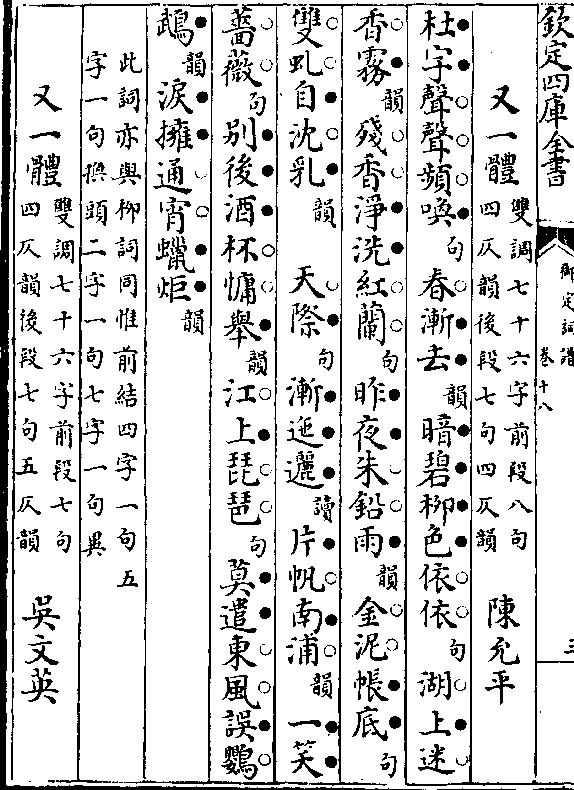 欽定四庫全書
御定詞譜
卷十八
三
又一體 雙調七十六字前段八句
四仄韻後段七句四仄韻 陳允平
杜宇聲聲頻喚句春漸去韻暗碧柳色依依句湖上迷
香霧韻殘香淨洗紅蘭句昨夜朱鉛雨韻金泥帳底句
雙虬自沈乳韻 天際句漸迤邐讀片帆南浦韻一笑
薔薇句別後酒杯慵舉韻江上琵琶句莫遣東風誤鸚
鵡韻淚擁通宵蠟炬韻
此詞亦與柳詞同惟前結四字一句五
字一句換頭二字一句七字一句異
又一體 雙調七十六字前段七句
四仄韻後段七句五仄韻 吳文英